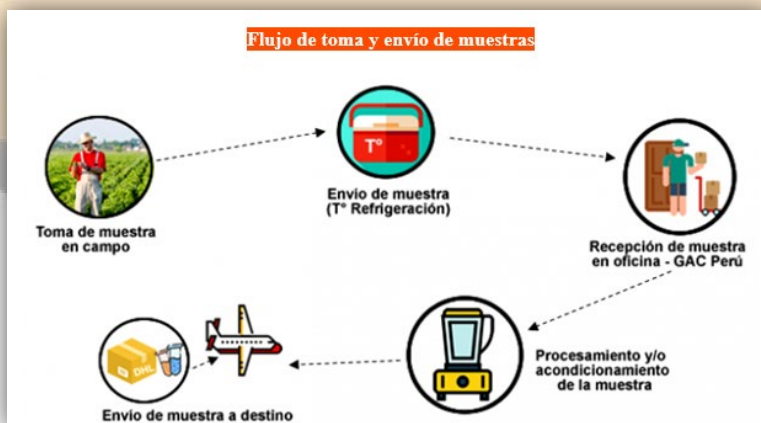 Flujo de toma y envío de muestras
Toma de muestra
en campo
T°
Envio de muestra
(T° Refrigeración)
Recepción de muestra
en oficina - GAC Perú
Procesamiento y/o
acondicionamiento
de la muestra
DHL
Envío de muestra a destino